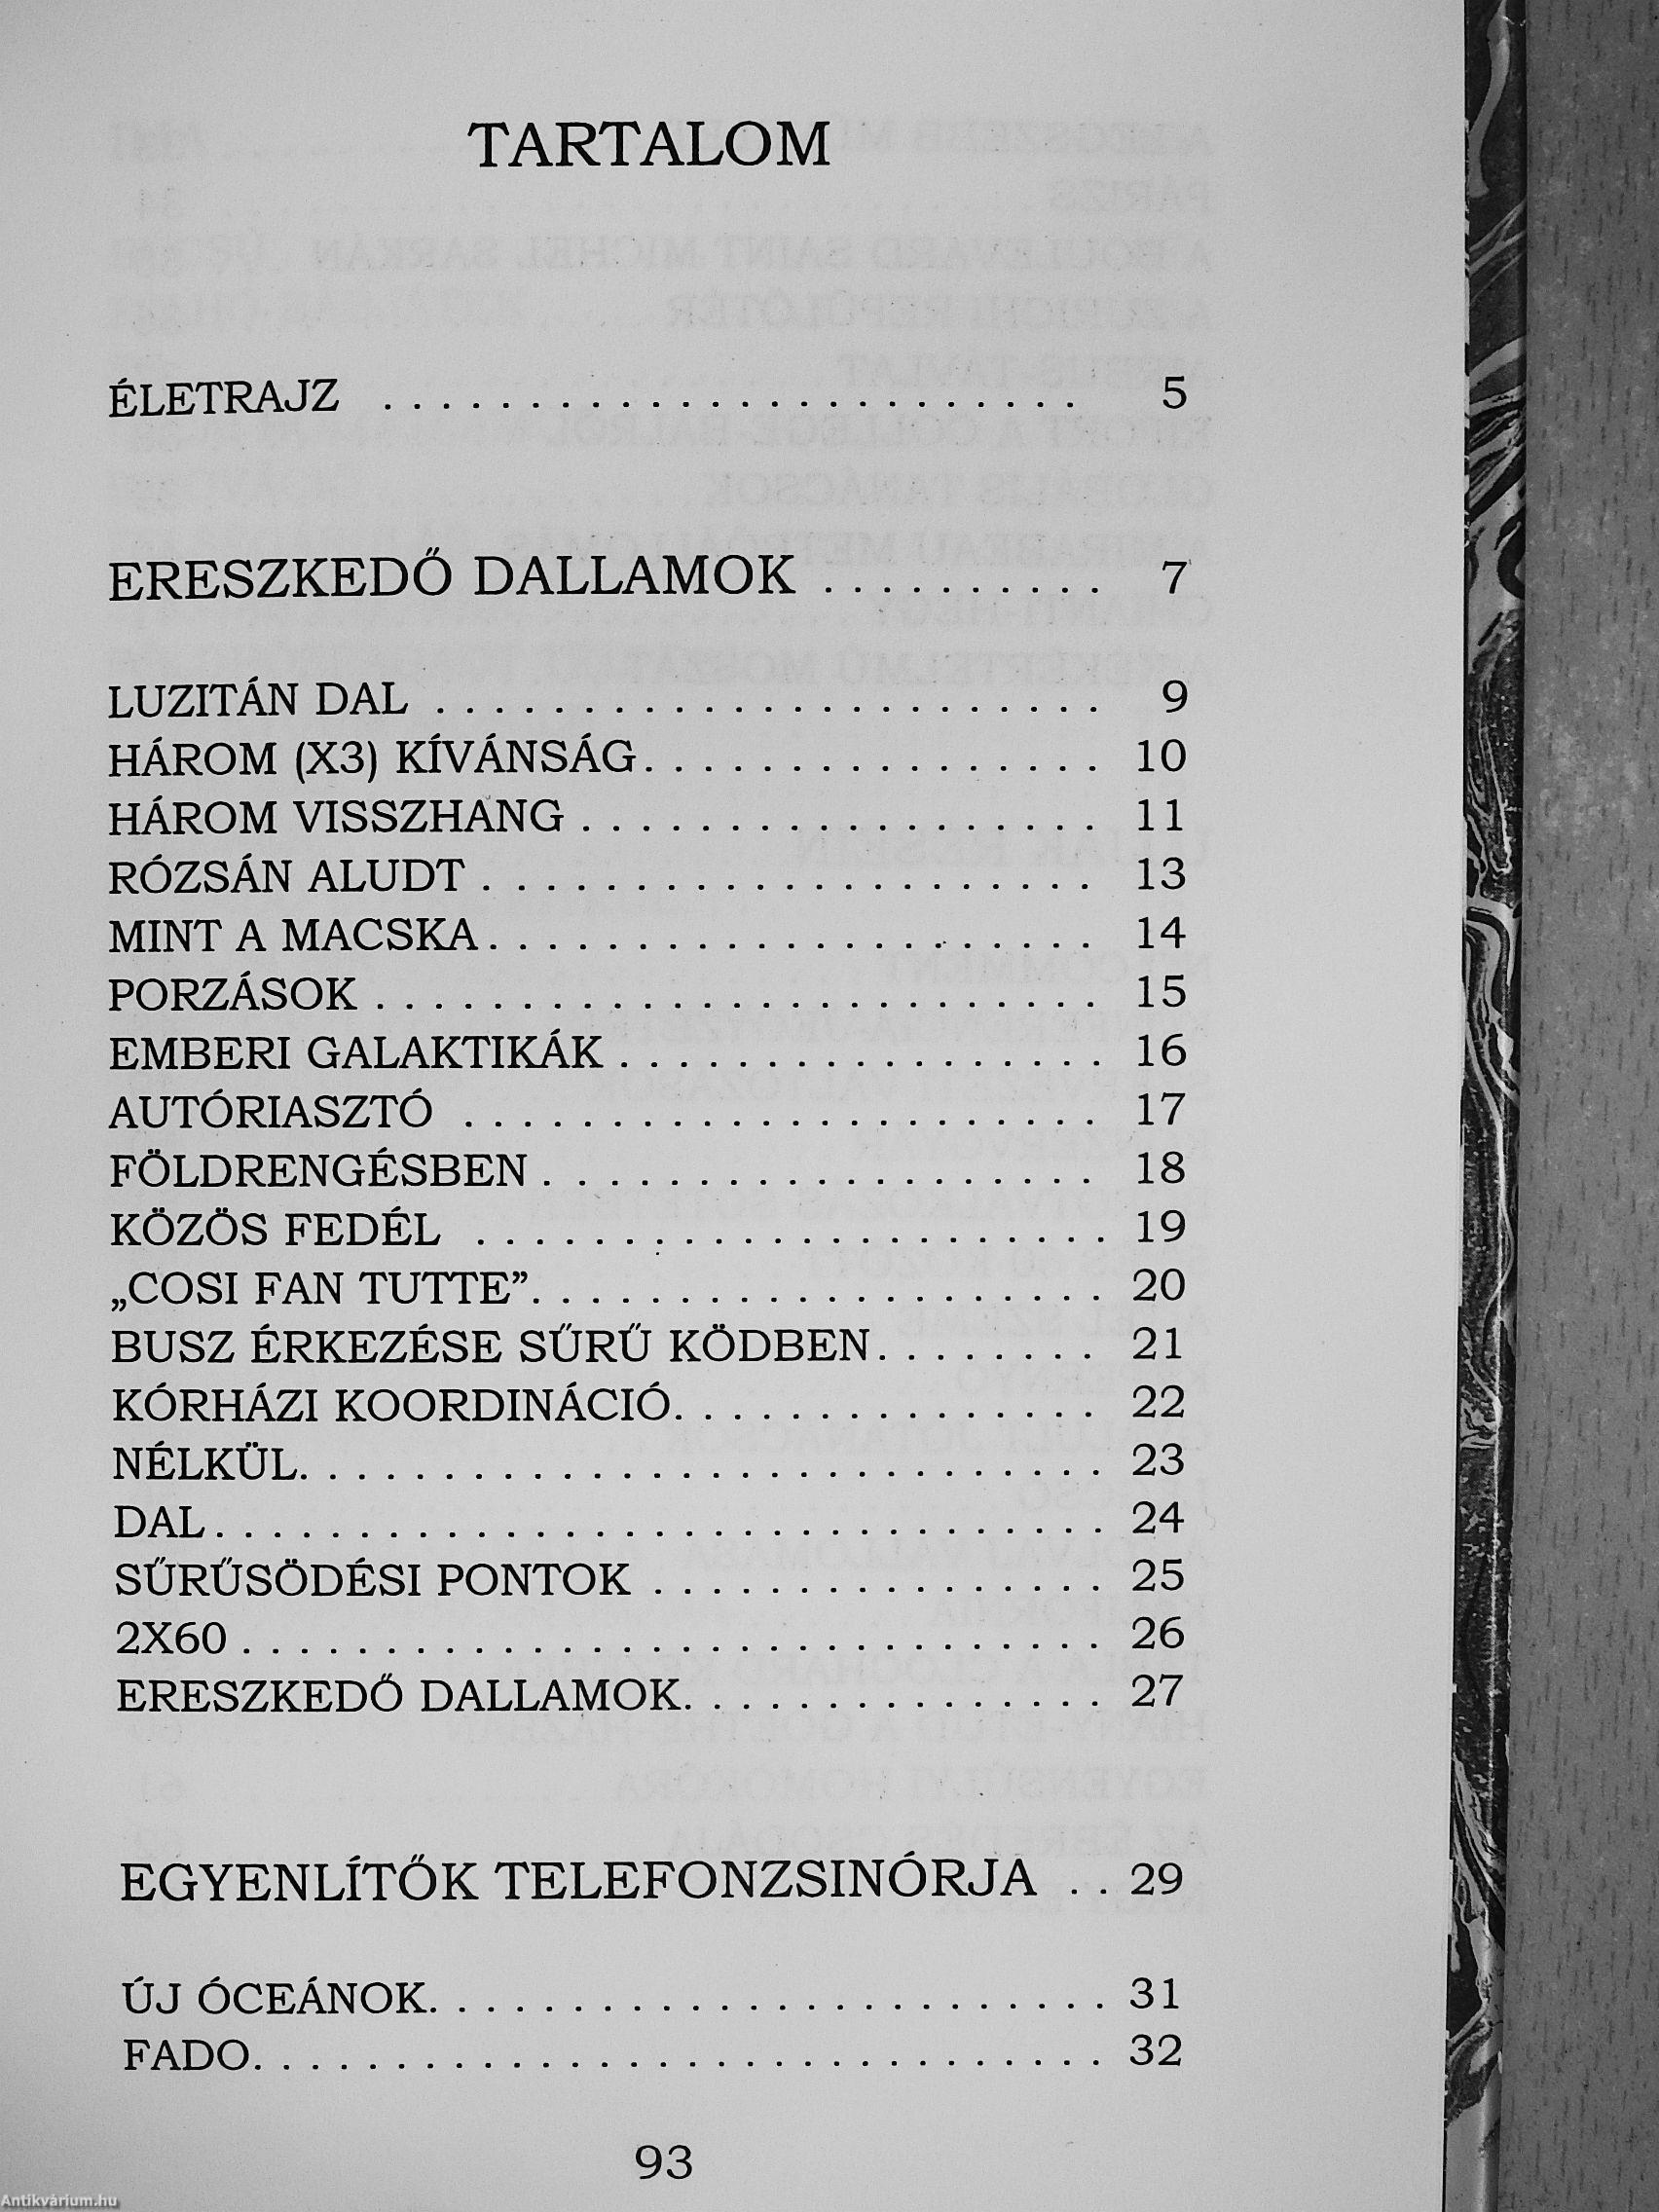 TARTALOM
ÉLETRAJZ . . . . . . . . . . . . . . . . . . . . . . . . 5
ERESZKEDŐ DALLAMOK . . . . . . . . . . 7
LUZITÁN DAL . . . . . . . . . . . . . . . . . . . . . . . 9
HÁROM (X3) KÍVÁNSÁG. . . . . . . . . . . . . . . . 10
HÁROM VISSZHANG . . . . . . . . . . . . . . . . . . 11
RÓZSÁN ALUDT . . . . . . . . . . . . . . . . . . . . . 13
MINT A MACSKA. . . . . . . . . . . . . . . . . . . . . 14
PORZÁSOK . . . . . . . . . . . . . . . . . . . . . . . . . 15
EMBERI GALAKTIKÁK . . . . . . . . . . . . . . . . . 16
AUTÓRIASZTÓ . . . . . . . . . . . . . . . . . . . . . . 17
FÖLDRENGÉSBEN . . . . . . . . . . . . . . . . . . . 18
KÖZÖS FEDÉL . . . . . . . . . . . . . . . . . . . . . . 19
„COSI FAN TUTTE”. . . . . . . . . . . . . . . . . . . . 20
BUSZ ÉRKEZÉSE SŰRŰ KÖDBEN. . . . . . . . 21
KÓRHÁZI KOORDINÁCIÓ. . . . . . . . . . . . . . . 22
NÉLKÜL. . . . . . . . . . . . . . . . . . . . . . . . . . . . 23
DAL. . . . . . . . . . . . . . . . . . . . . . . . . . . . . . . 24
SŰRŰSÖDÉSI PONTOK . . . . . . . . . . . . . . . . 25
2X60 . . . . . . . . . . . . . . . . . . . . . . . . . . . . . . 26
ERESZKEDŐ DALLAMOK. . . . . . . . . . . . . . . 27
EGYENLÍTŐK TELEFONZSINÓRJA . . 29
ÚJ ÓCEÁNOK. . . . . . . . . . . . . . . . . . . . . . . . 31
FADO. . . . . . . . . . . . . . . . . . . . . . . . . . . . . . 32
93
Antikvárium.hu